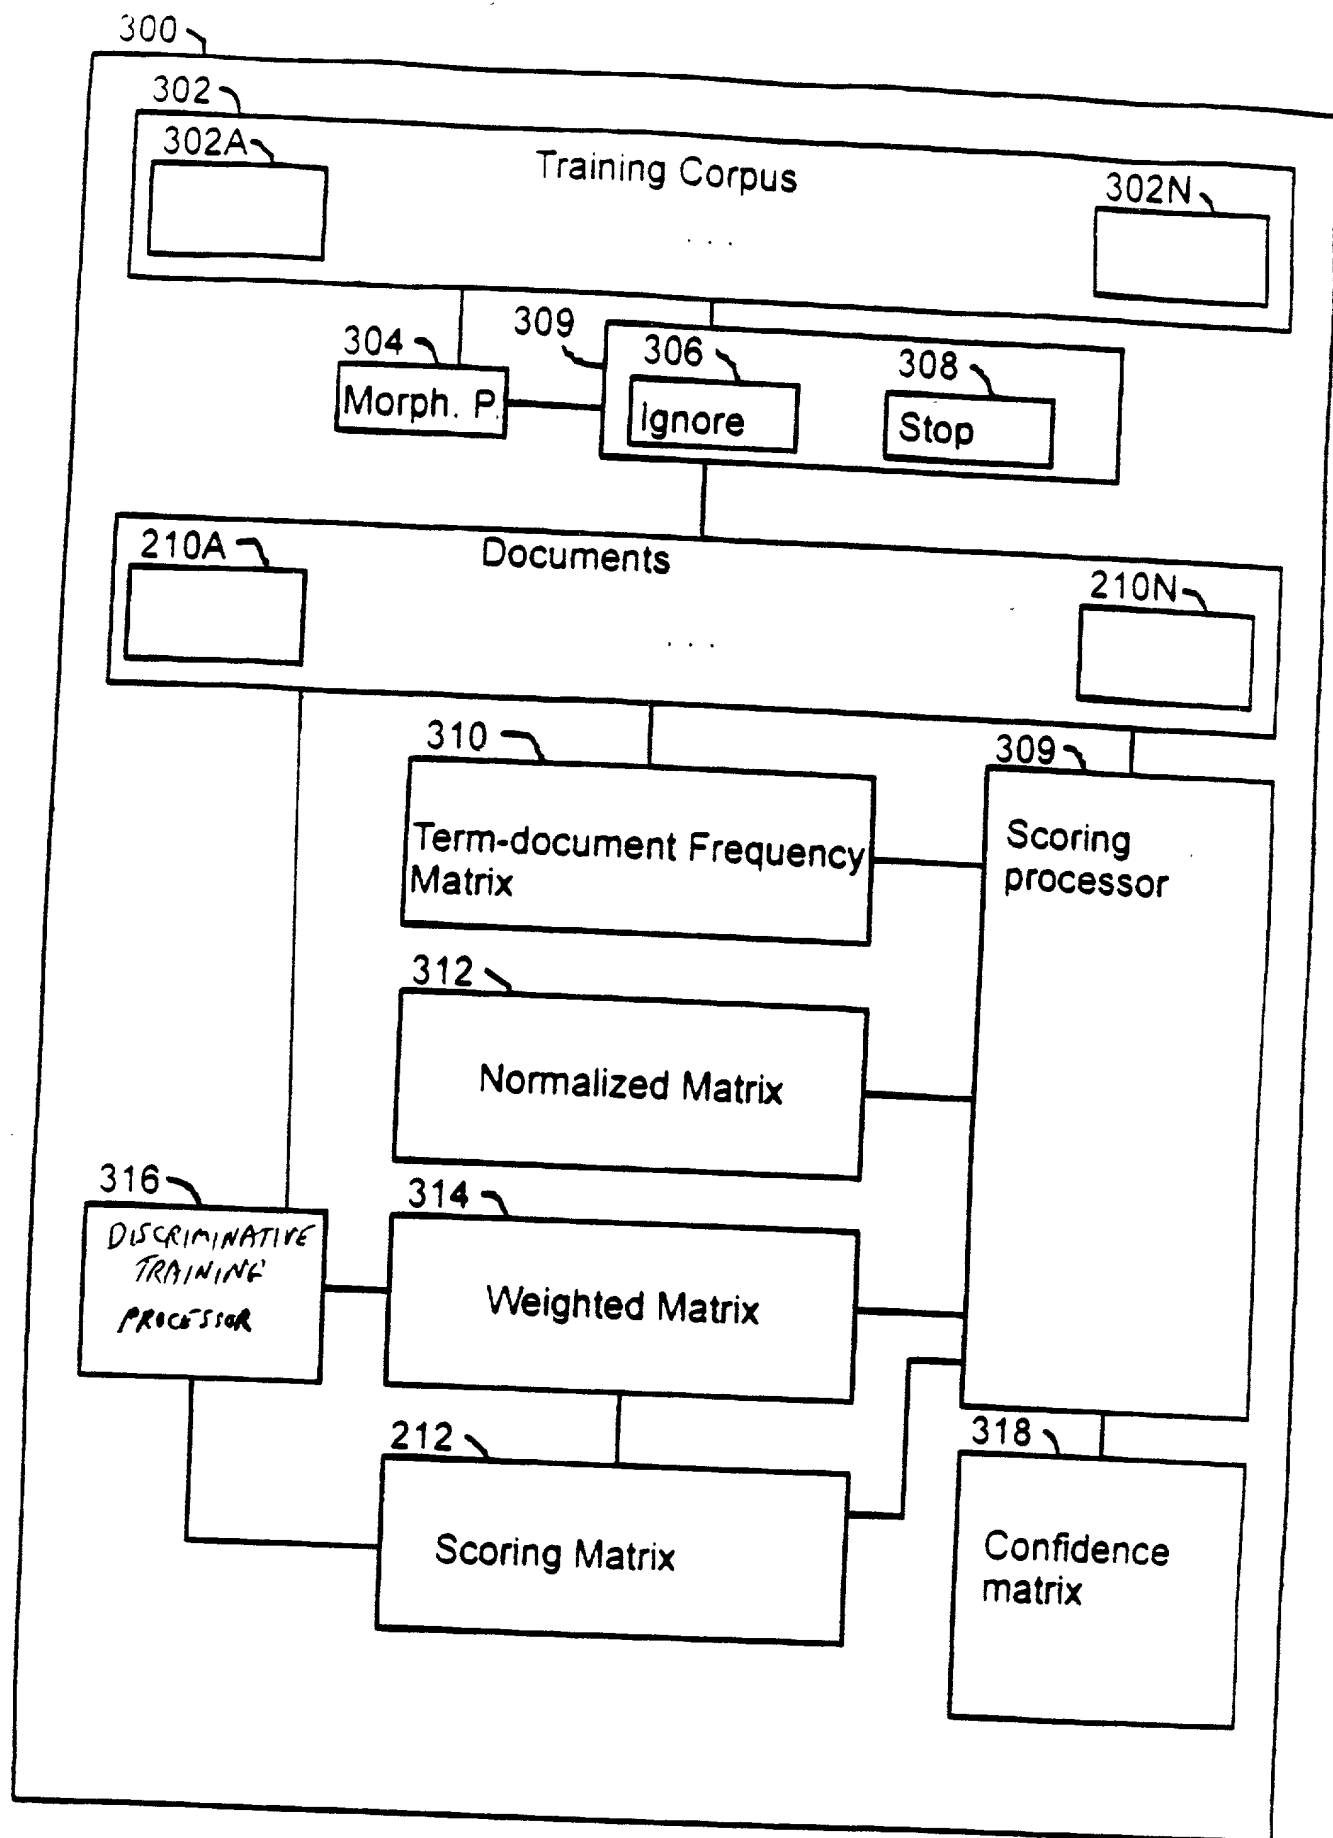 300
302
302A
Training Corpus
302N
. . .
309
304
306
308
Morph. P.
Ignore
Stop
210A
Documents
210N
. . .
310
309
Term-document Frequency
Matrix
Scoring
processor
312
Normalized Matrix
316
314
DISCRIMINATIVE
TRAINING
PROCESSOR
Weighted Matrix
212
318
Scoring Matrix
Confidence
matrix